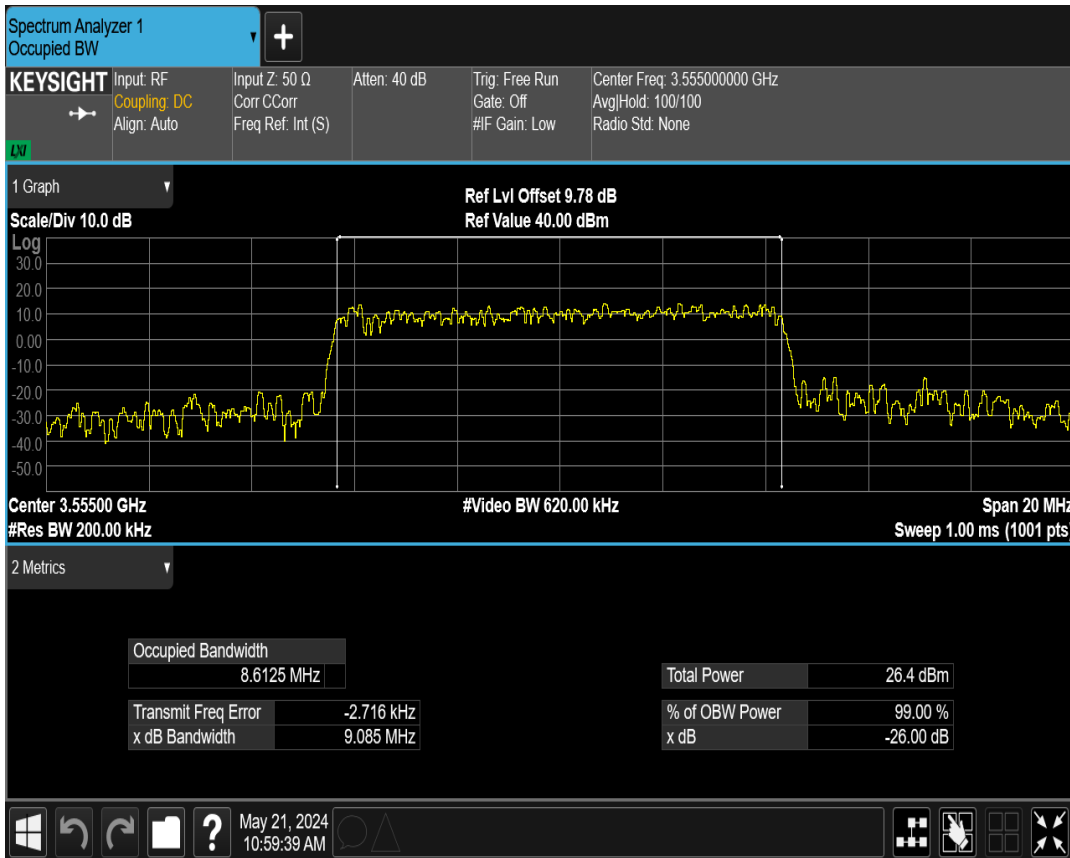 Spectrum Analyzer 1
Occupied BW
KEYSIGHT
LXI
Input: RF
Coupling: DC
Align: Auto
Input Z: 50 Ω
Corr CCorr
Freq Ref: Int (S)
Atten: 40 dB
Trig: Free Run
Gate: Off
#IF Gain: Low
Center Freq: 3.555000000 GHz
Avg|Hold: 100/100
Radio Std: None
1 Graph
Scale/Div 10.0 dB
Ref Lvl Offset 9.78 dB
Ref Value 40.00 dBm
Log
30.0
20.0
10.0
0.00
-10.0
-20.0
-30.0
-40.0
-50.0
Center 3.55500 GHz
#Video BW 620.00 kHz
Span 20 MHz
#Res BW 200.00 kHz
Sweep 1.00 ms (1001 pts)
2 Metrics
Occupied Bandwidth
8.6125 MHz
Total Power 26.4 dBm
Transmit Freq Error -2.716 kHz
% of OBW Power 99.00 %
x dB Bandwidth 9.085 MHz
x dB -26.00 dB
?
May 21, 2024
10:59:39 AM